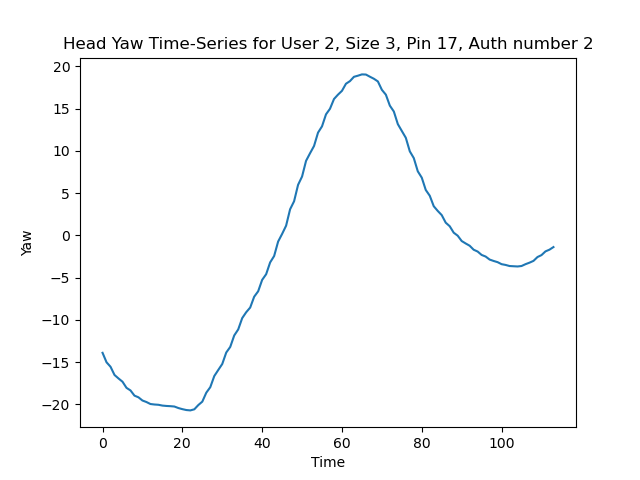 Head Yaw Time-Series for User 2, Size 3, Pin 17, Auth number 2
20
15
10
5
0
−5
−10
−15
−20
Yaw
0 20 40 60 80 100
Time